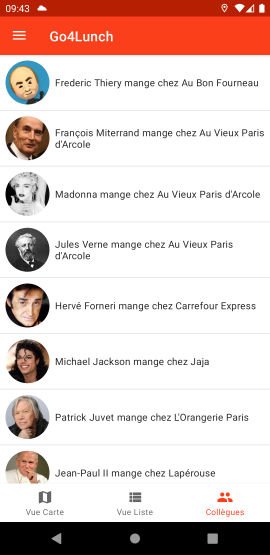 09:43
Go4Lunch
Frederic Thiery mange chez Au Bon Fourneau
François Miterrand mange chez Au Vieux Paris
d'Arcole
Madonna mange chez Au Vieux Paris d'Arcole
Jules Verne mange chez Au Vieux Paris
d'Arcole
Hervé Forneri mange chez Carrefour Express
Michael Jackson mange chez Jaja
Patrick Juvet mange chez L'Orangerie Paris
Jean-Paul II mange chez Lapérouse
Vue Carte
Vue Liste
Collègues